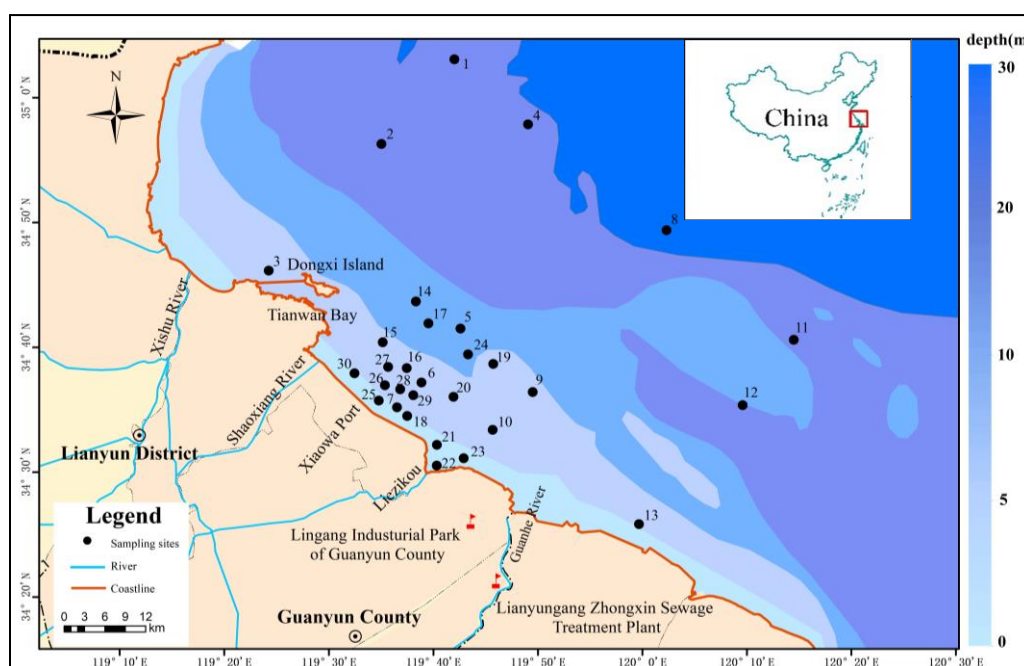 depth(m
30
20
10
5
0
N
China
35° 0´N
34° 50´N
34° 40´N
34° 30´N
34° 20´N
1
2
4
8
3
Dongxi Island
14
17
5
Tianwan Bay
15
24
11
27
16
19
30
26
28
6
9
12
25
7
29
20
18
10
21
22
23
13
Xishu River
Shaoxiang River
Xiaowa Port
Liezikou
Guanhe River
Lianyun District
Lingang Industurial Park
of Guanyun County
Guanyun County
Lianyungang Zhongxin Sewage
Treatment Plant
Legend
Sampling sites
River
Coastline
0 3 6 9 12
km
119° 0´E
119° 20´E
119° 30´E
119° 40´E
119° 50´E
120° 0´E
120° 10´E
120° 20´E
120° 30´E